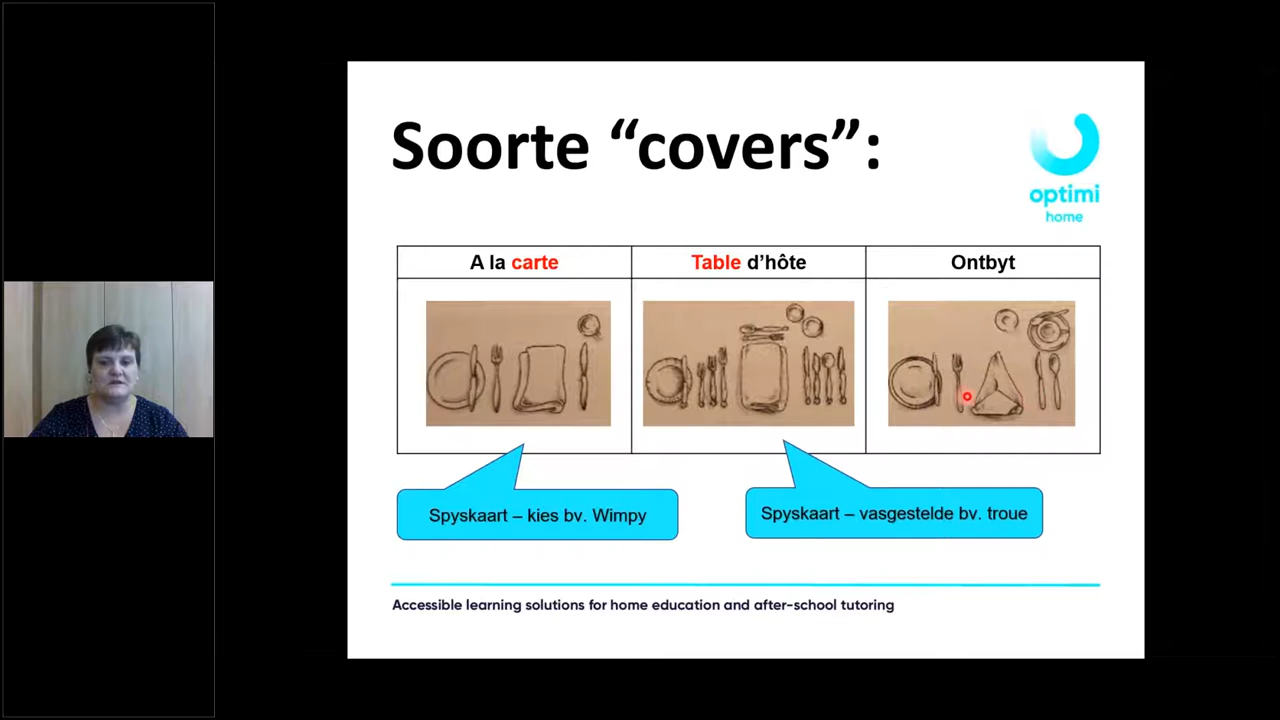 Soorte “covers”:
optimi
home
A la carte
Table d’hôte
Ontbyt
Spyskaart – kies bv. Wimpy
Spyskaart – vasgestelde bv. troue
Accessible learning solutions for home education and after-school tutoring